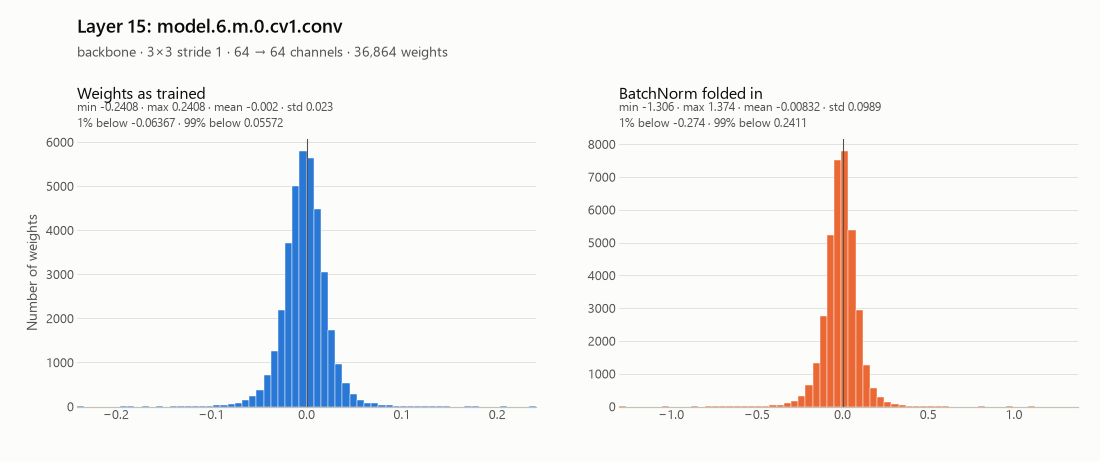 Layer 15: model.6.m.0.cv1.conv
backbone · 3×3 stride 1 · 64 → 64 channels · 36,864 weights
Weights as trained
min -0.2408 · max 0.2408 · mean -0.002 · std 0.023
1% below -0.06367 · 99% below 0.05572
Number of weights
6000
5000
4000
3000
2000
1000
0
−0.2 −0.1 0.0 0.1 0.2
BatchNorm folded in
min -1.306 · max 1.374 · mean -0.00832 · std 0.0989
1% below -0.274 · 99% below 0.2411
8000
7000
6000
5000
4000
3000
2000
1000
0
−1.0 −0.5 0.0 0.5 1.0